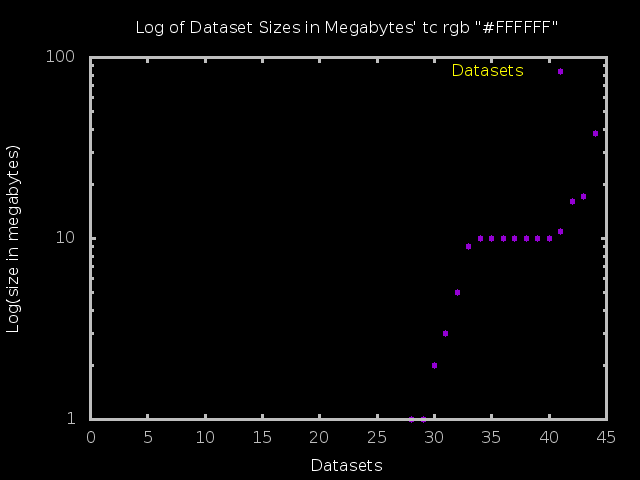 Log of Dataset Sizes in Megabytes' tc rgb "#FFFFFF"
100
Datasets
10
Log(size in megabytes)
1
0 5 10 15 20 25 30 35 40 45
Datasets